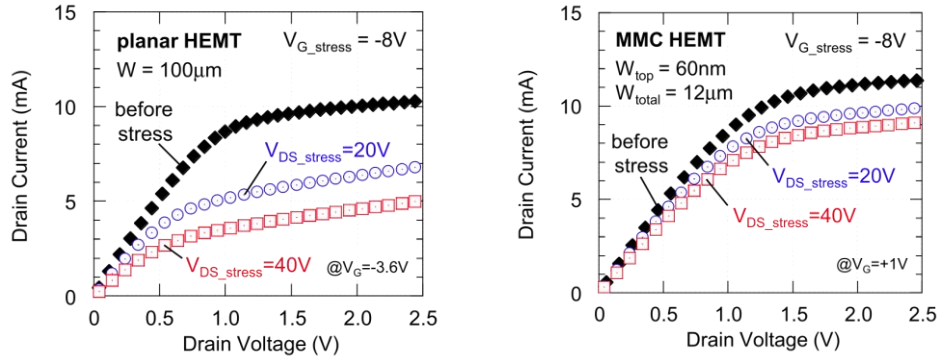 15
10
5
0
Drain Current (mA)
planar HEMT
V_G_stress = -8V
W = 100μm
before
stress
V_DS_stress=20V
V_DS_stress=40V
@V_G=-3.6V
0 0.5 1.0 1.5 2.0 2.5
Drain Voltage (V)
15
10
5
0
Drain Current (mA)
MMC HEMT
V_G_stress = -8V
W_top = 60nm
W_total = 12μm
before
stress
V_DS_stress=20V
V_DS_stress=40V
@V_G=+1V
0 0.5 1.0 1.5 2.0 2.5
Drain Voltage (V)